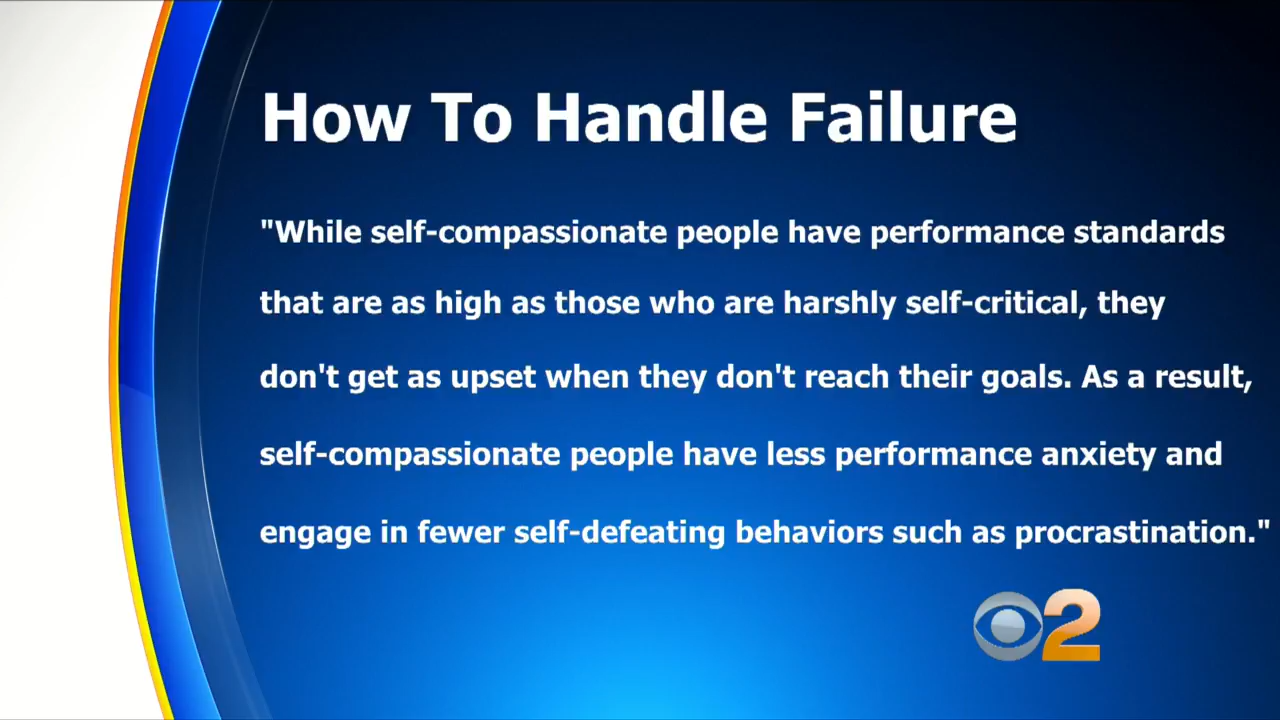 How To Handle Failure
"While self-compassionate people have performance standards
that are as high as those who are harshly self-critical, they
don't get as upset when they don't reach their goals. As a result,
self-compassionate people have less performance anxiety and
engage in fewer self-defeating behaviors such as procrastination."
2